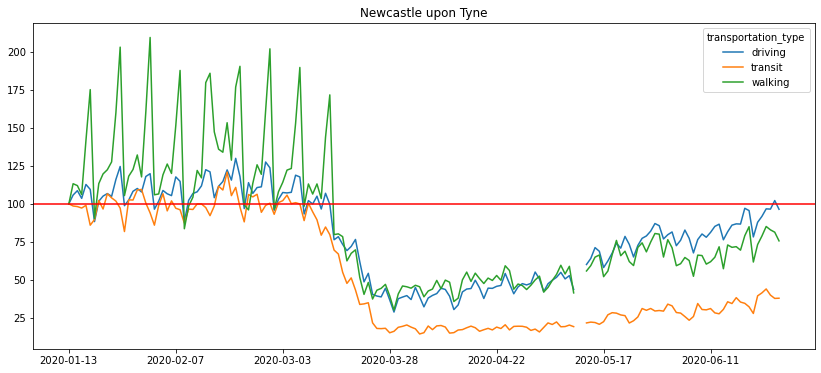 Newcastle upon Tyne
transportation_type
driving
transit
walking
200
175
150
125
100
75
50
25
2020-01-13 2020-02-07 2020-03-03 2020-03-28 2020-04-22 2020-05-17 2020-06-11